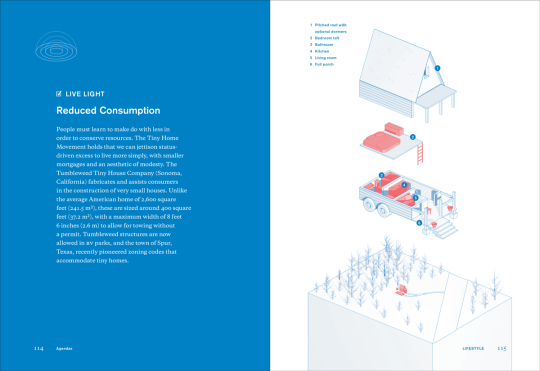 LIVE LIGHT
Reduced Consumption
People must learn to make do with less in
order to conserve resources. The Tiny Home
Movement holds that we can jettison status-
driven excess to live more simply, with smaller
mortgages and an aesthetic of modesty. The
Tumbleweed Tiny House Company (Sonoma,
California) fabricates and assists consumers
in the construction of very small houses. Unlike
the average American home of 2,600 square
feet (241.5 m²), these are sized around 400 square
feet (37.2 m²), with a maximum width of 8 feet
6 inches (2.6 m) to allow for towing without
a permit. Tumbleweed structures are now
allowed in RV parks, and the town of Spur,
Texas, recently pioneered zoning codes that
accommodate tiny homes.
114 Agendas
1 Pitched roof with
optional dormers
2 Bedroom loft
3 Bathroom
4 Kitchen
5 Living room
6 Full porch
1
2
3
4
5
6
LIFESTYLE 115